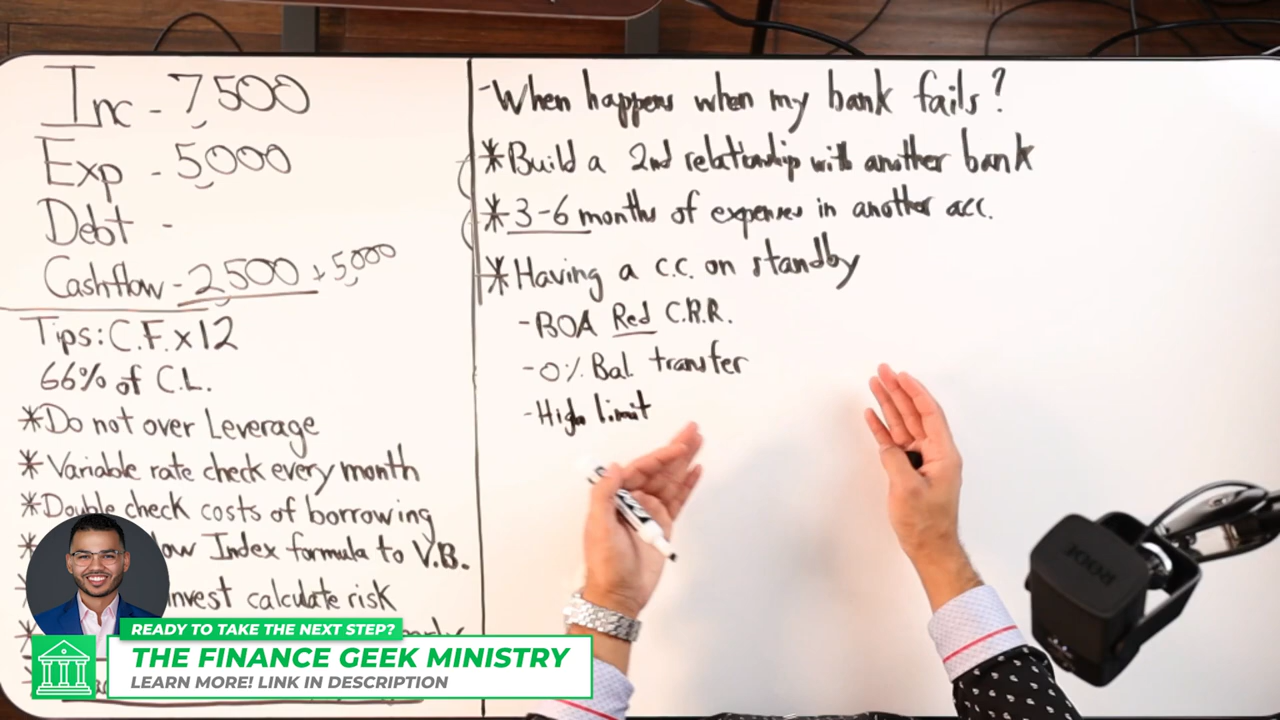 Inc - 7,500
Exp - 5,000
Debt -
Cashflow - 2,500 + 5,000
Tips: C.F. x 12
66% of C.L.
*Do not over Leverage
*Variable rate check every month
*Double check costs of borrowing
* low Index formula to V.B.
invest calculate risk
-When happens when my bank fails?
*Build a 2nd relationship with another bank
*3-6 months of expenses in another acc.
*Having a c.c. on standby
-BOA Red C.R.R.
-0% Bal. transfer
-High limit
RODE
READY TO TAKE THE NEXT STEP?
THE FINANCE GEEK MINISTRY
LEARN MORE! LINK IN DESCRIPTION